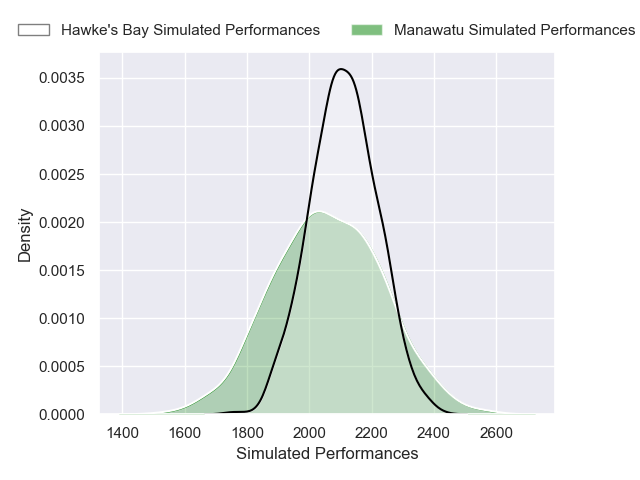 Hawke's Bay Simulated Performances
Manawatu Simulated Performances
0.0035
0.0030
0.0025
0.0020
0.0015
0.0010
0.0005
0.0000
Density
1400 1600 1800 2000 2200 2400 2600
Simulated Performances